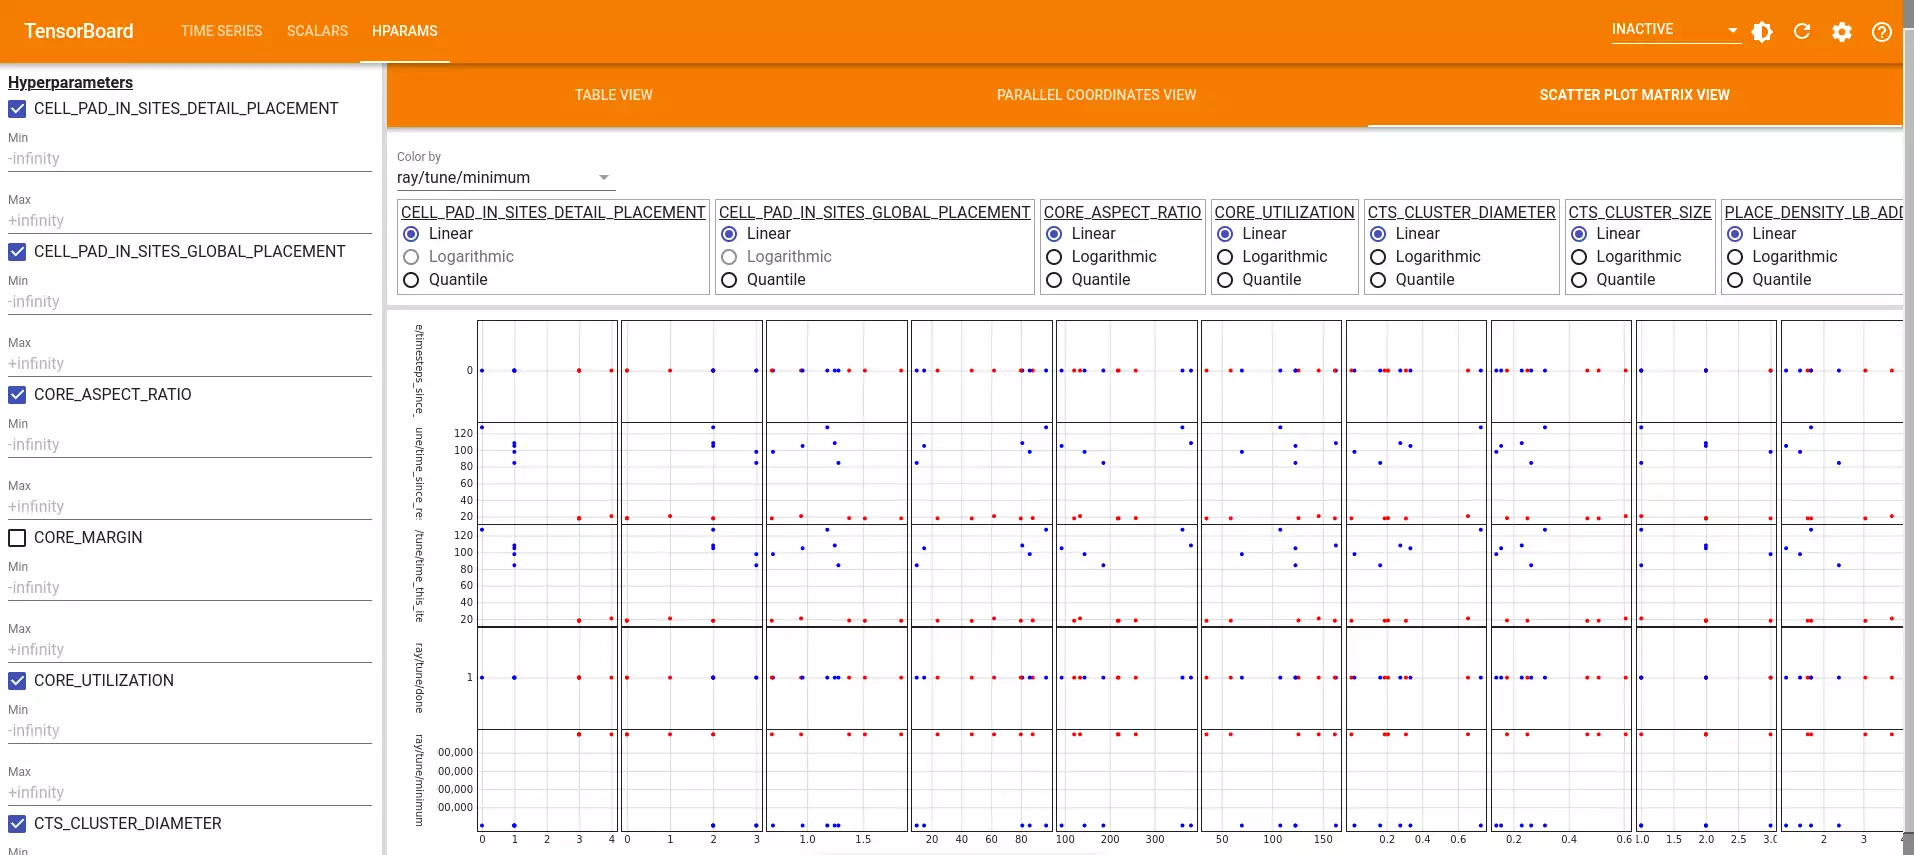 TensorBoard
TIME SERIES
SCALARS
HPARAMS
INACTIVE
Hyperparameters
CELL_PAD_IN_SITES_DETAIL_PLACEMENT
Min
-infinity
Max
+infinity
CELL_PAD_IN_SITES_GLOBAL_PLACEMENT
Min
-infinity
Max
+infinity
CORE_ASPECT_RATIO
Min
-infinity
Max
+infinity
CORE_MARGIN
Min
-infinity
Max
+infinity
CORE_UTILIZATION
Min
-infinity
Max
+infinity
CTS_CLUSTER_DIAMETER
Min
TABLE VIEW
PARALLEL COORDINATES VIEW
SCATTER PLOT MATRIX VIEW
Color by
ray/tune/minimum
CELL_PAD_IN_SITES_DETAIL_PLACEMENT
Linear
Logarithmic
Quantile
CELL_PAD_IN_SITES_GLOBAL_PLACEMENT
Linear
Logarithmic
Quantile
CORE_ASPECT_RATIO
Linear
Logarithmic
Quantile
CORE_UTILIZATION
Linear
Logarithmic
Quantile
CTS_CLUSTER_DIAMETER
Linear
Logarithmic
Quantile
CTS_CLUSTER_SIZE
Linear
Logarithmic
Quantile
PLACE_DENSITY_LB_ADD
Linear
Logarithmic
Quantile
e/timesteps_since_
0
une/time_since_re
120
100
80
60
40
20
/tune/time_this_ite
120
100
80
60
40
20
ray/tune/done
1
ray/tune/minimum
00,000
00,000
00,000
00,000
0 1 2 3 4
0 1 2 3
1.0 1.5
20 40 60 80
100 200 300
50 100 150
0.2 0.4 0.6
0.2 0.4 0.6
1.0 1.5 2.0 2.5 3.0
2 3